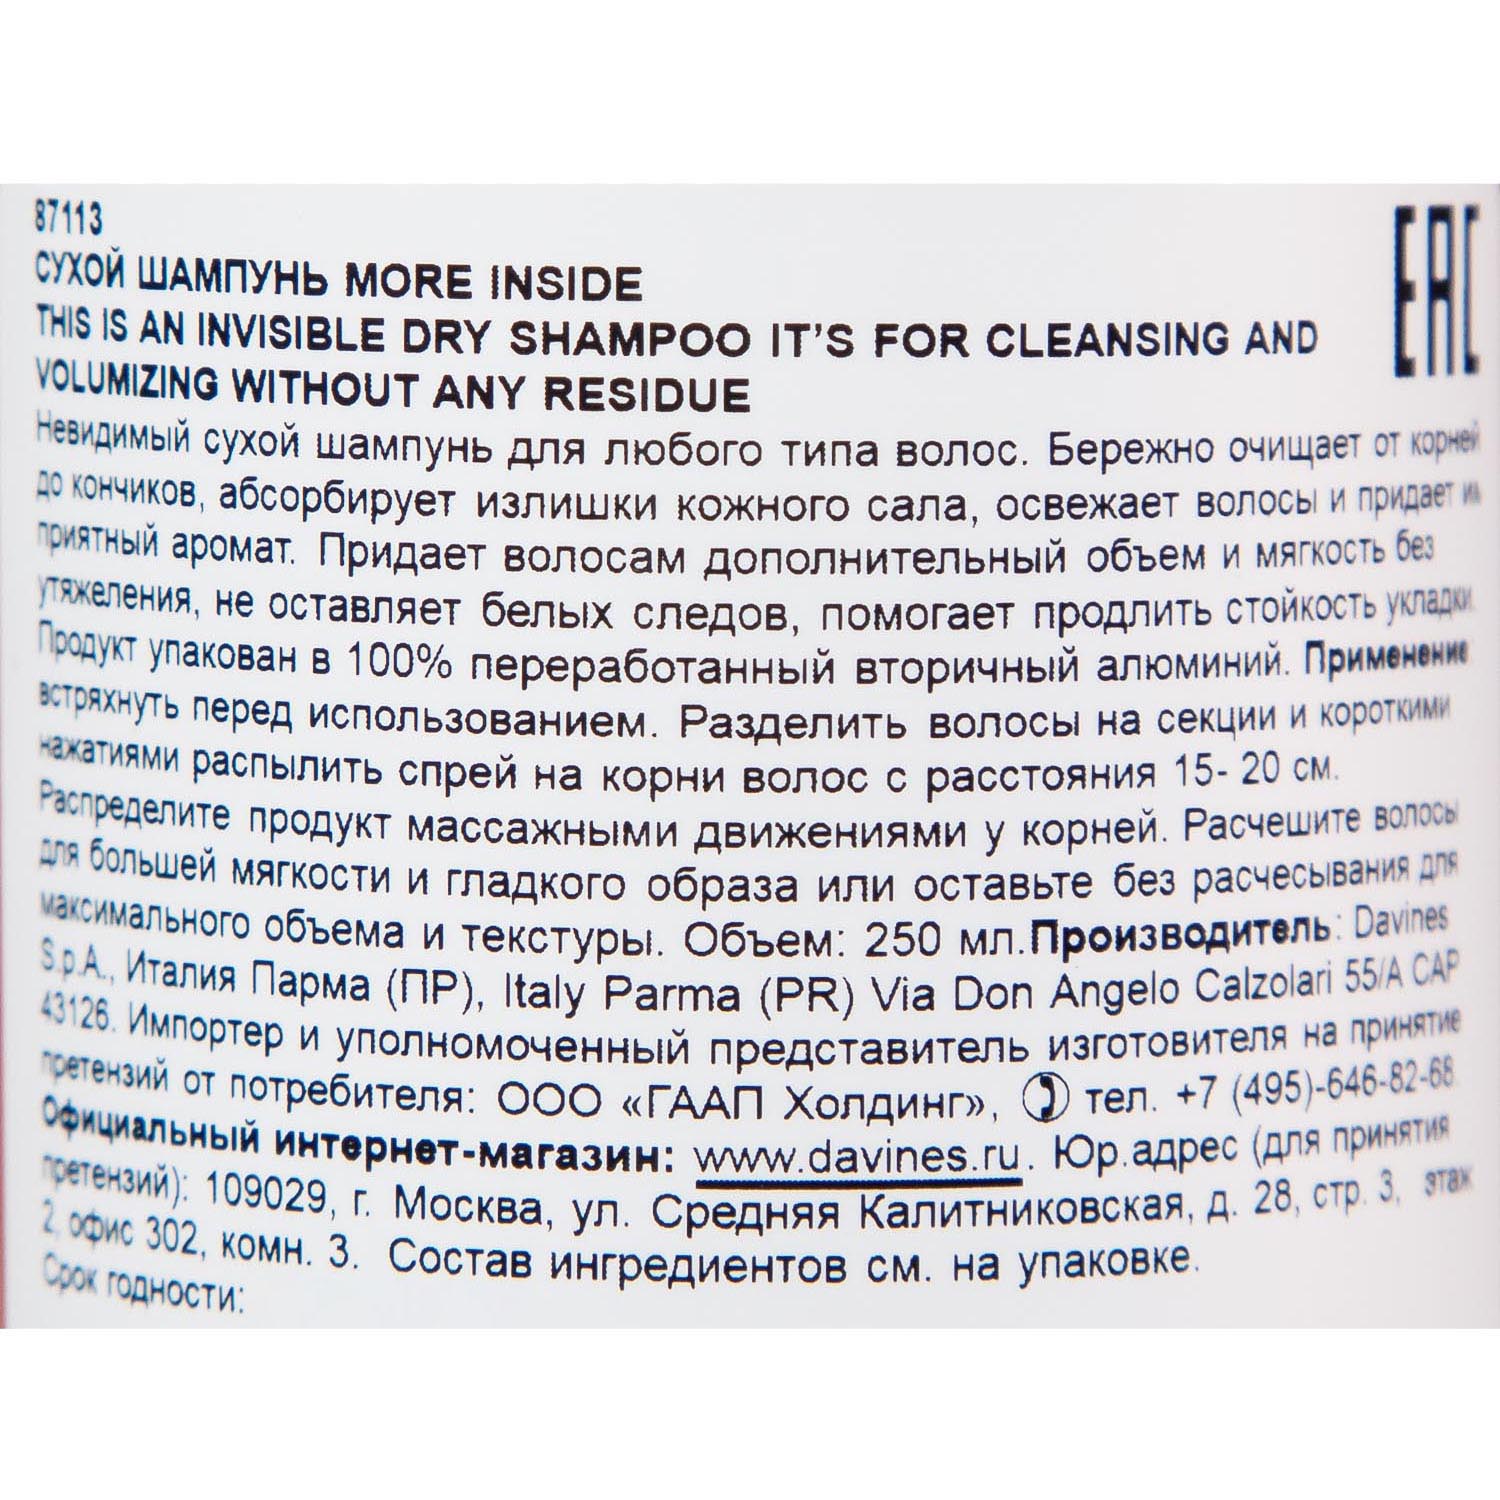 87113
СУХОЙ ШАМПУНЬ MORE INSIDE
THIS IS AN INVISIBLE DRY SHAMPOO IT'S FOR CLEANSING AND
VOLUMIZING WITHOUT ANY RESIDUE
EAC
Невидимый сухой шампунь для любого типа волос. Бережно очищает от корней
до кончиков, абсорбирует излишки кожного сала, освежает волосы и придает им
приятный аромат. Придает волосам дополнительный объем и мягкость без
утяжеления, не оставляет белых следов, помогает продлить стойкость укладки.
Продукт упакован в 100% переработанный вторичный алюминий. Применение:
встряхнуть перед использованием. Разделить волосы на секции и короткими
нажатиями распылить спрей на корни волос с расстояния 15- 20 см.
Распределите продукт массажными движениями у корней. Расчешите волосы
для большей мягкости и гладкого образа или оставьте без расчесывания для
максимального объема и текстуры. Объем: 250 мл.Производитель: Davines
S.p.A., Италия Парма (ПР), Italy Parma (PR) Via Don Angelo Calzolari 55/A CAP
43126. Импортер и уполномоченный представитель изготовителя на принятие
претензий от потребителя: ООО «ГААП Холдинг», тел. +7 (495)-646-82-68.
Официальный интернет-магазин: www.davines.ru. Юр.адрес (для принятия
претензий): 109029, г. Москва, ул. Средняя Калитниковская, д. 28, стр. 3, этаж
2, офис 302, комн. 3. Состав ингредиентов см. на упаковке.
Срок годности: